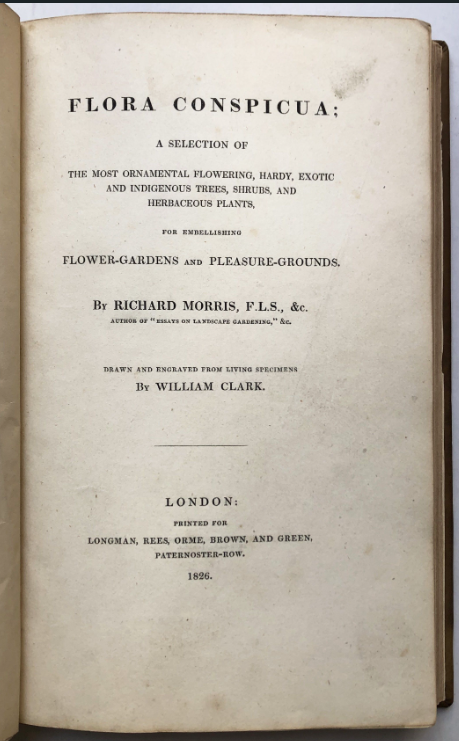 FLORA CONSPICUA;
A SELECTION OF
THE MOST ORNAMENTAL FLOWERING, HARDY, EXOTIC
AND INDIGENOUS TREES, SHRUBS, AND
HERBACEOUS PLANTS,
FOR EMBELLISHING
FLOWER-GARDENS AND PLEASURE-GROUNDS.
BY RICHARD MORRIS, F.L.S., &c.
AUTHOR OF "ESSAYS ON LANDSCAPE GARDENING," &c.
DRAWN AND ENGRAVED FROM LIVING SPECIMENS
BY WILLIAM CLARK.
LONDON:
PRINTED FOR
LONGMAN, REES, ORME, BROWN, AND GREEN,
PATERNOSTER-ROW.
1826.